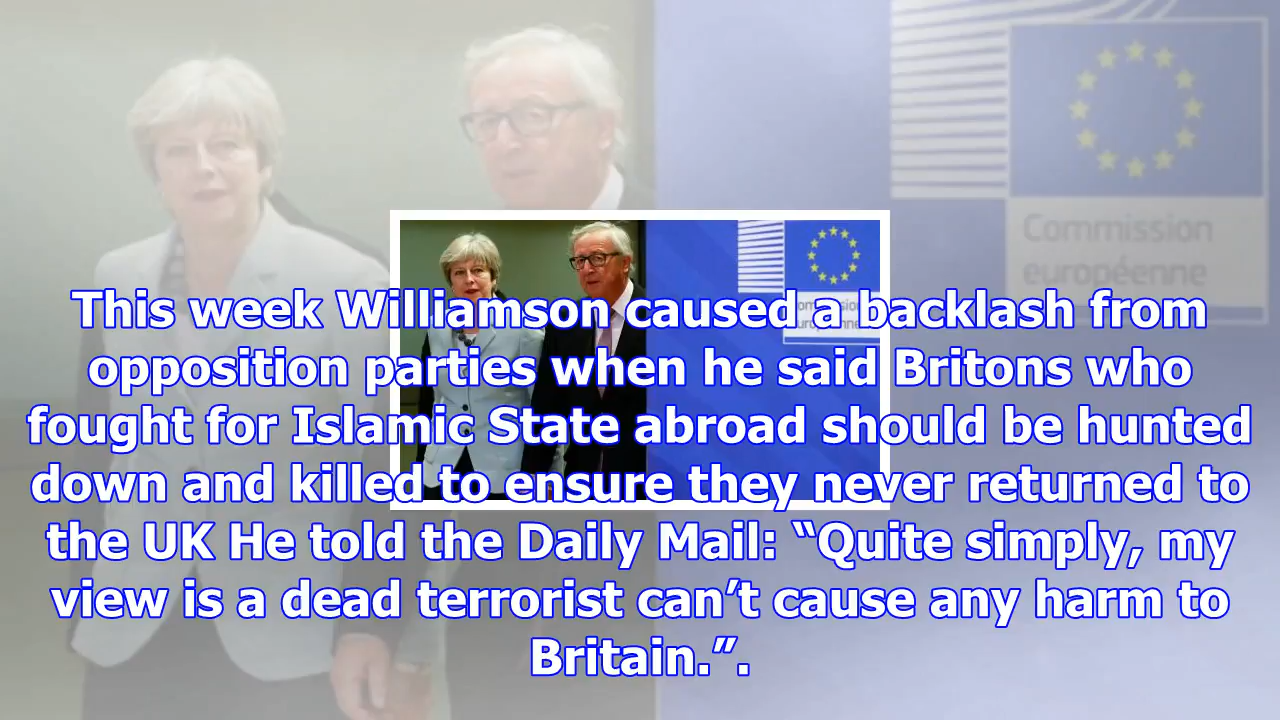 Commission
européenne
This week Williamson caused a backlash from
opposition parties when he said Britons who
fought for Islamic State abroad should be hunted
down and killed to ensure they never returned to
the UK He told the Daily Mail: “Quite simply, my
view is a dead terrorist can’t cause any harm to
Britain.”.